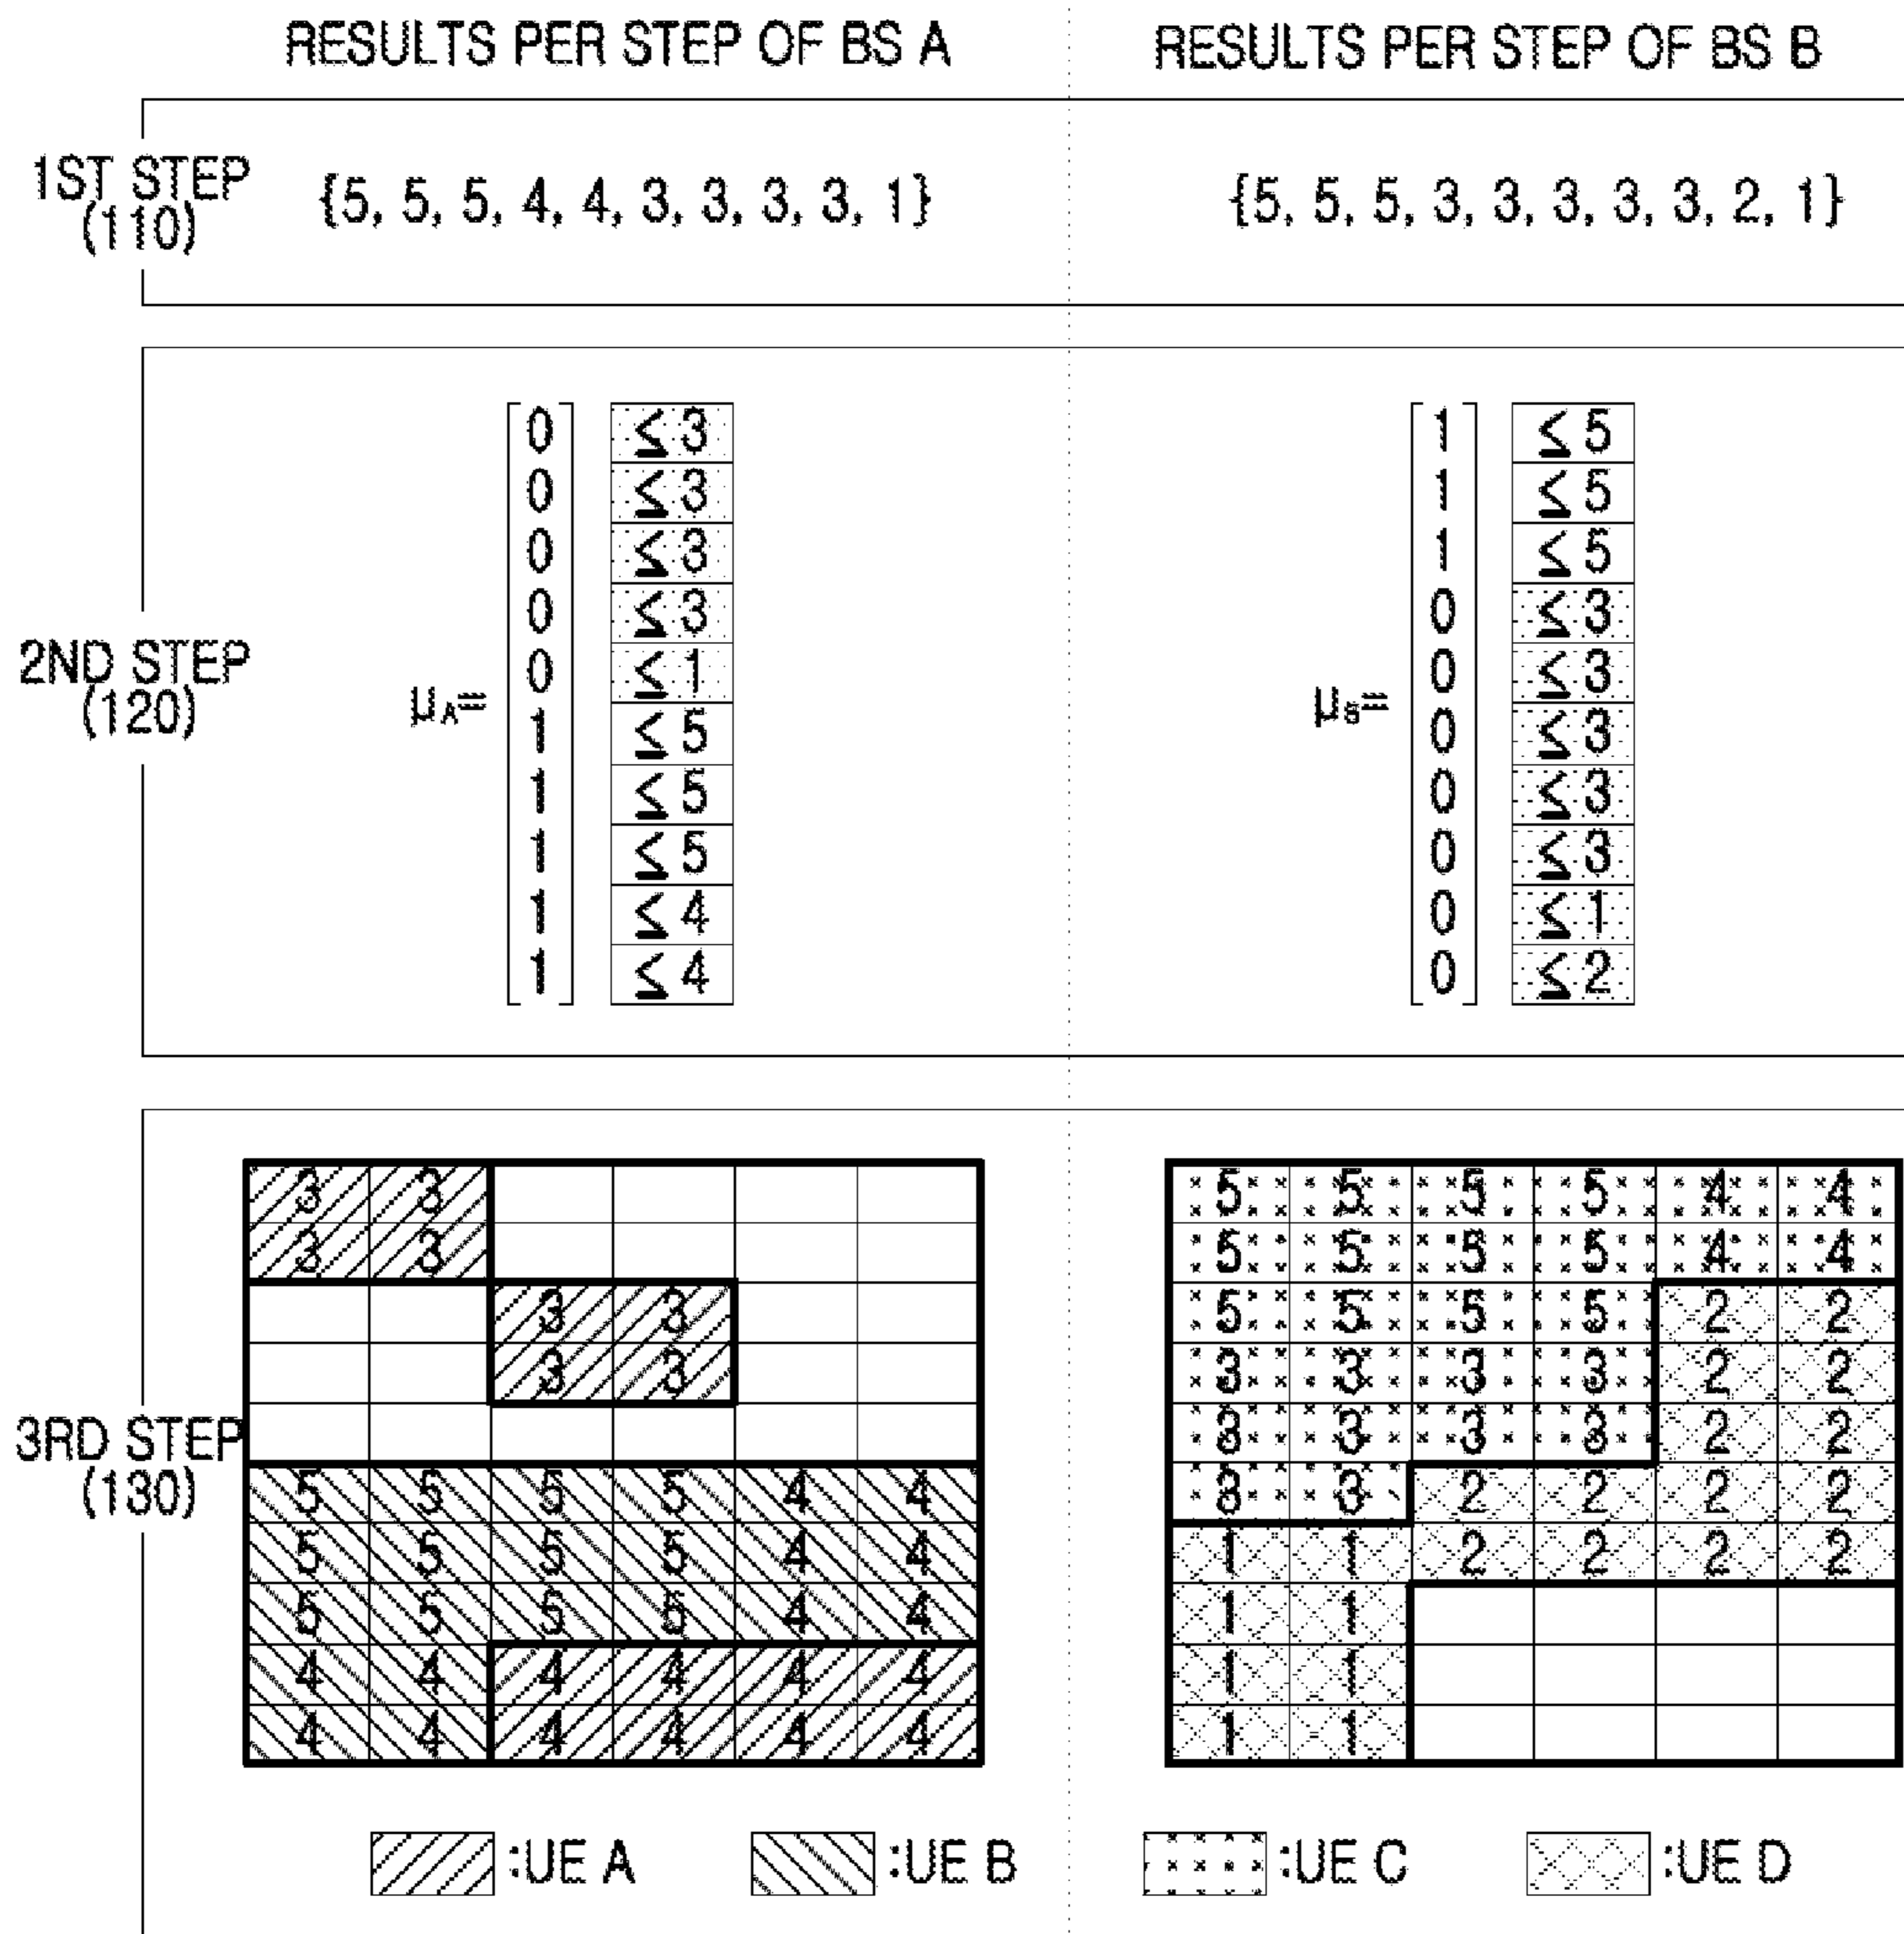 RESULTS PER STEP OF BS A
RESULTS PER STEP OF BS B
1ST STEP
(110)
{5, 5, 5, 4, 4, 3, 3, 3, 3, 1}
{5, 5, 5, 3, 3, 3, 3, 3, 2, 1}
2ND STEP
(120)
μA=
0 ≤3
0 ≤3
0 ≤3
0 ≤3
0 ≤1
1 ≤5
1 ≤5
1 ≤5
1 ≤4
1 ≤4
μS=
1 ≤5
1 ≤5
1 ≤5
0 ≤3
0 ≤3
0 ≤3
0 ≤3
0 ≤3
0 ≤1
0 ≤2
3RD STEP
(130)
3 3
3 3
3 3
3 3
5 5 5 5 4 4
5 5 5 5 4 4
5 5 5 5 4 4
4 4 4 4 4 4
4 4 4 4 4 4
5 5 5 5 4 4
5 5 5 5 4 4
5 5 5 5 2 2
3 3 3 3 2 2
3 3 3 3 2 2
3 3 2 2 2 2
1 1 2 2 2 2
1 1
1 1
1 1
:UE A
:UE B
:UE C
:UE D